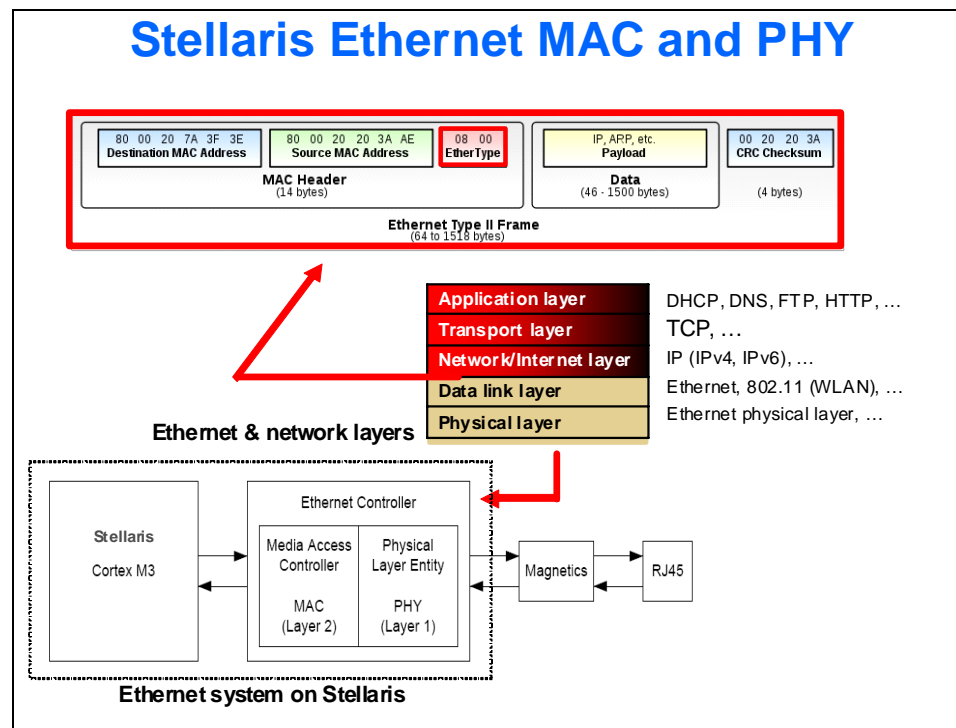 Stellaris Ethernet MAC and PHY
80 00 20 7A 3F 3E
Destination MAC Address
80 00 20 20 3A AE
Source MAC Address
08 00
EtherType
MAC Header
(14 bytes)
IP, ARP, etc.
Payload
Data
(46 - 1500 bytes)
00 20 20 3A
CRC Checksum
(4 bytes)
Ethernet Type II Frame
(64 to 1518 bytes)
Application layer
DHCP, DNS, FTP, HTTP, …
Transport layer
TCP, …
Network/Internet layer
IP (IPv4, IPv6), …
Data link layer
Ethernet, 802.11 (WLAN), …
Physical layer
Ethernet physical layer, …
Ethernet & network layers
Stellaris
Cortex M3
Ethernet Controller
Media Access
Controller
MAC
(Layer 2)
Physical
Layer Entity
PHY
(Layer 1)
Magnetics
RJ45
Ethernet system on Stellaris